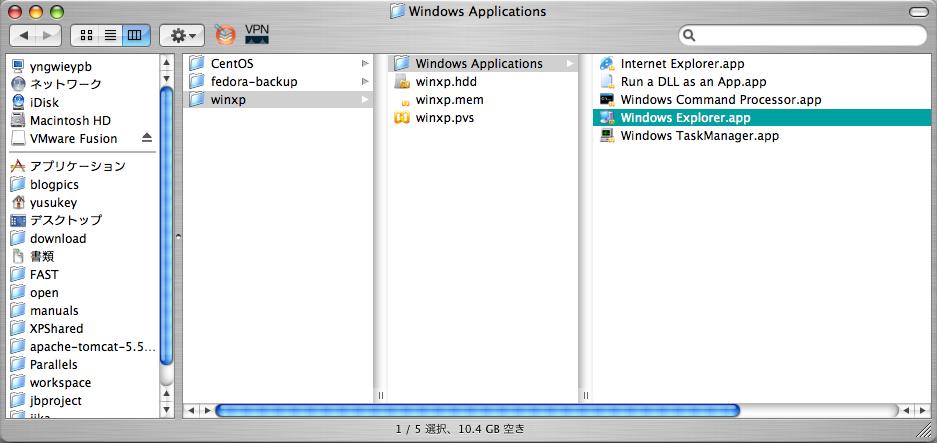 Windows Applications
VPN
yngwieypb
ネットワーク
iDisk
Macintosh HD
VMware Fusion
アプリケーション
blogpics
yusukey
デスクトップ
download
書類
FAST
open
manuals
XPShared
apache-tomcat-5.5...
Parallels
workspace
jbproject
CentOS
fedora-backup
winxp
Windows Applications
winxp.hdd
winxp.mem
winxp.pvs
Internet Explorer.app
Run a DLL as an App.app
Windows Command Processor.app
Windows Explorer.app
Windows TaskManager.app
1 / 5 選択、10.4 GB 空き